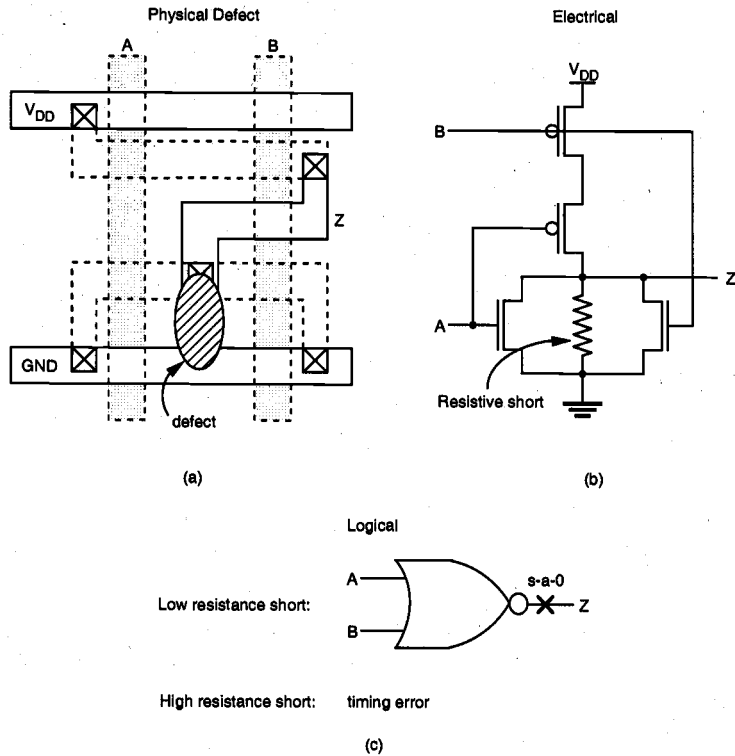 Physical Defect
Electrical
A
B
VDD
Z
GND
defect
(a)
VDD
B
A
Z
Resistive short
(b)
Logical
Low resistance short:
A
B
s-a-0
Z
High resistance short: timing error
(c)